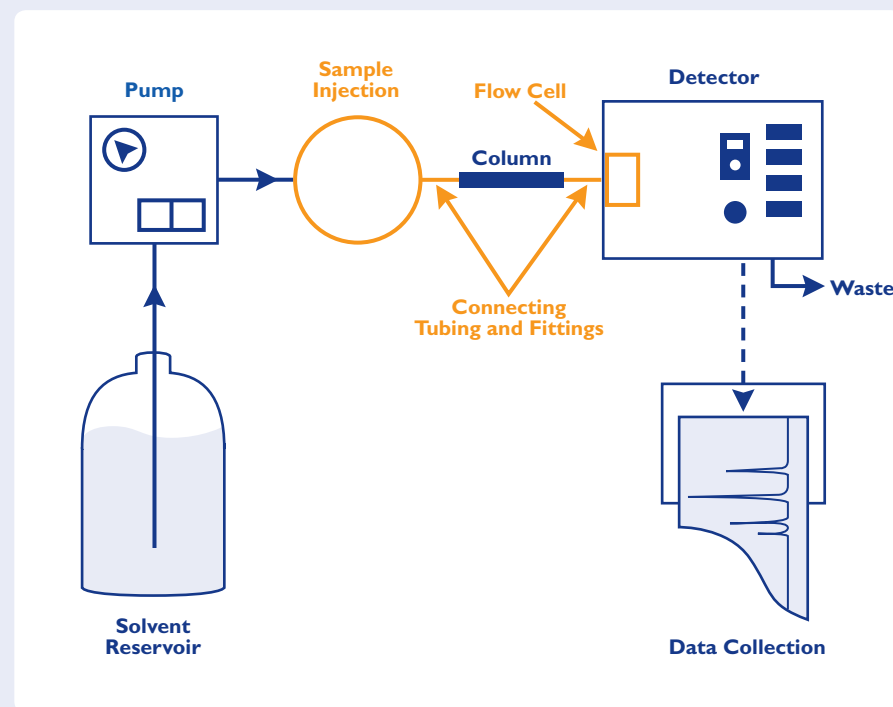 Sample
Injection
Pump
Flow Cell
Detector
Column
Connecting
Tubing and Fittings
Waste
Solvent
Reservoir
Data Collection